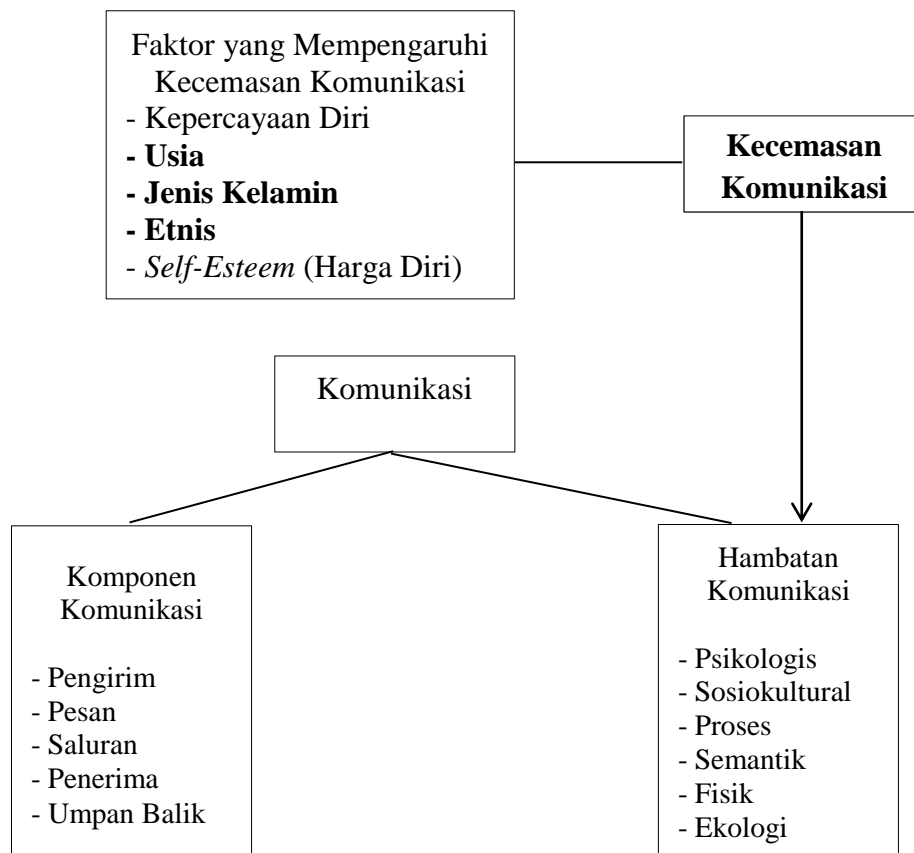 Faktor yang Mempengaruhi
Kecemasan Komunikasi
- Kepercayaan Diri
- Usia
- Jenis Kelamin
- Etnis
- Self-Esteem (Harga Diri)
Kecemasan
Komunikasi
Komunikasi
Komponen
Komunikasi
- Pengirim
- Pesan
- Saluran
- Penerima
- Umpan Balik
Hambatan
Komunikasi
- Psikologis
- Sosiokultural
- Proses
- Semantik
- Fisik
- Ekologi